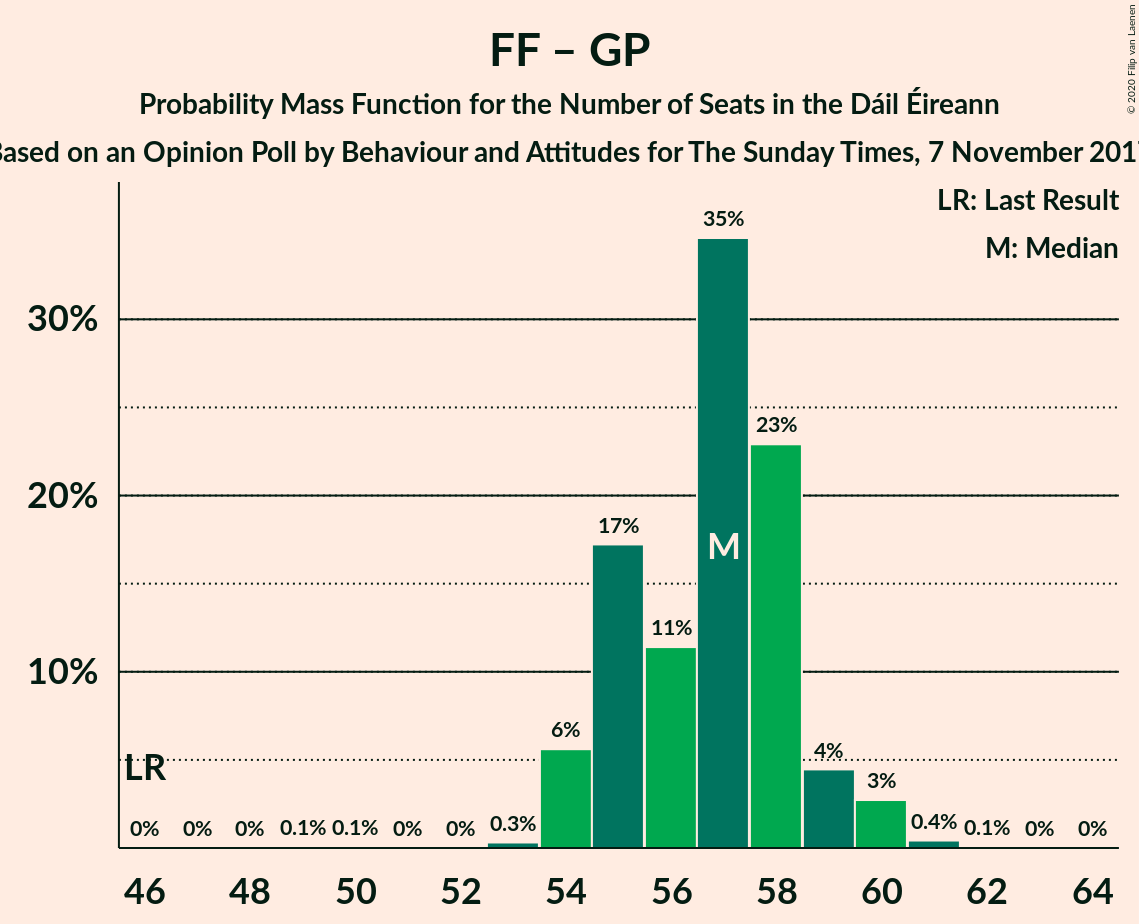 FF – GP
Probability Mass Function for the Number of Seats in the Dáil Éireann
Based on an Opinion Poll by Behaviour and Attitudes for The Sunday Times, 7 November 2017
© 2020 Filip van Laenen
LR: Last Result
M: Median
35%
30%
23%
20%
17%
M
11%
10%
6%
4%
LR
3%
0% 0% 0% 0.1% 0.1% 0% 0% 0.3% 0.4% 0.1% 0% 0%
46 48 50 52 54 56 58 60 62 64